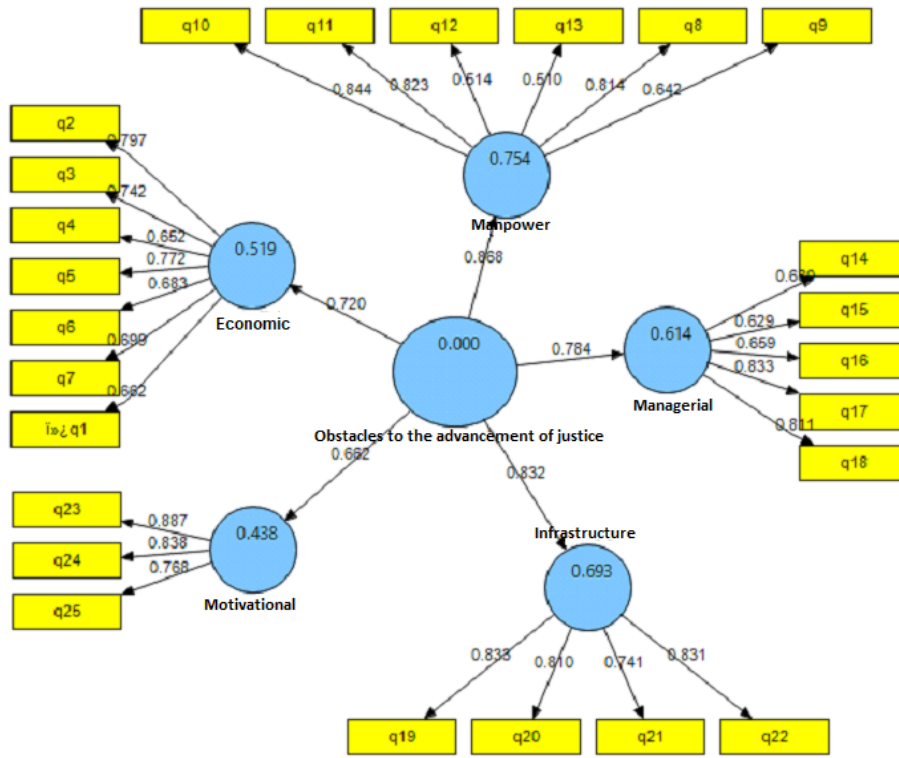 q10 q11 q12 q13 q8 q9
0.844 0.823 0.514 0.510 0.814 0.642
0.754
Manpower
0.868
q2
0.797
q3
0.742
q4
0.652
q5
0.772
q6
0.683
q7
0.699
ï»¿q1
0.662
0.519
Economic
0.720
0.000
Obstacles to the advancement of justice
0.784
0.614
Managerial
q14
q15
0.629
q16
0.659
q17
0.833
q18
0.811
0.662
0.832
q23
0.887
q24
0.838
q25
0.768
0.438
Motivational
Infrastructure
0.693
0.833 0.810 0.741 0.831
q19 q20 q21 q22